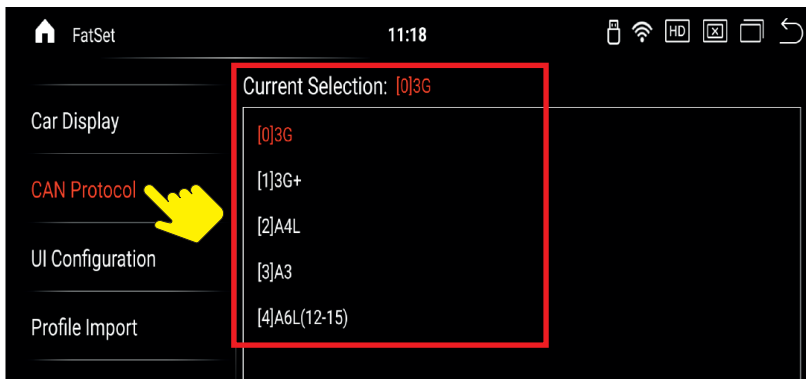 FatSet 11:18 HD
Current Selection: [0]3G
Car Display
[0]3G
CAN Protocol
[1]3G+
[2]A4L
UI Configuration
[3]A3
Profile Import
[4]A6L(12-15)